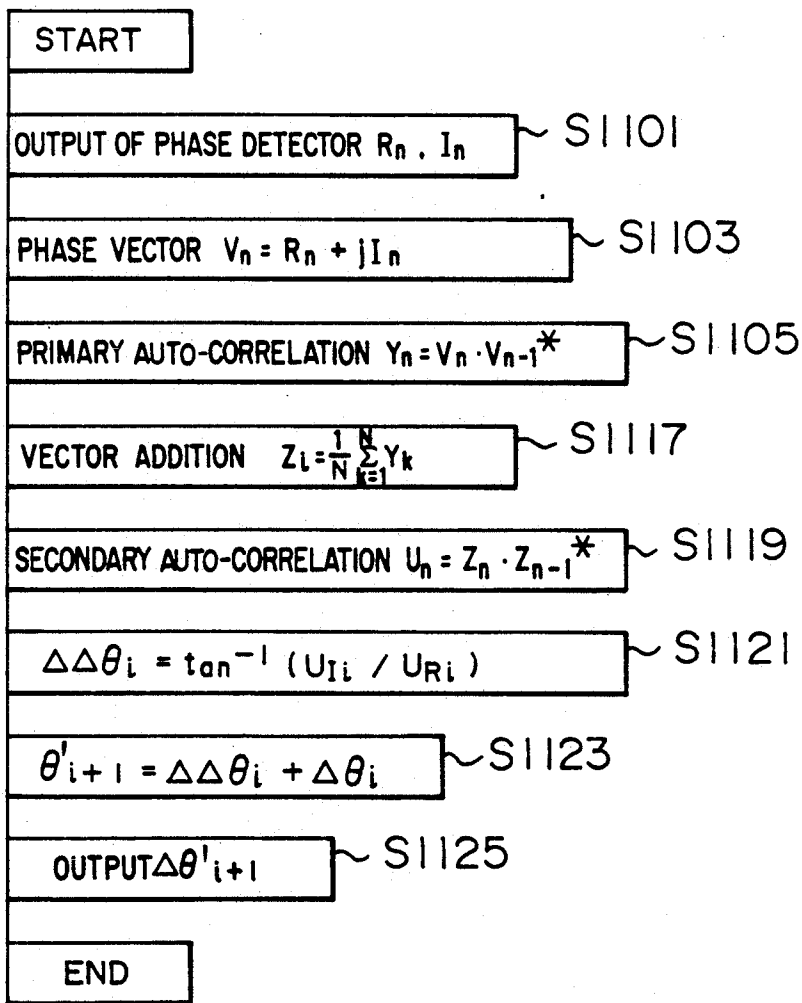 START
OUTPUT OF PHASE DETECTOR Rn . In S1101
PHASE VECTOR Vn = Rn + jIn S1103
PRIMARY AUTO-CORRELATION Yn = Vn · Vn-1* S1105
VECTOR ADDITION Zi = 1/N N Σ k=1 Yk S1117
SECONDARY AUTO-CORRELATION Un = Zn · Zn-1* S1119
ΔΔθi = tan⁻¹ (UIi / URi) S1121
θ'i+1 = ΔΔθi + Δθi S1123
OUTPUTΔθ'i+1 S1125
END